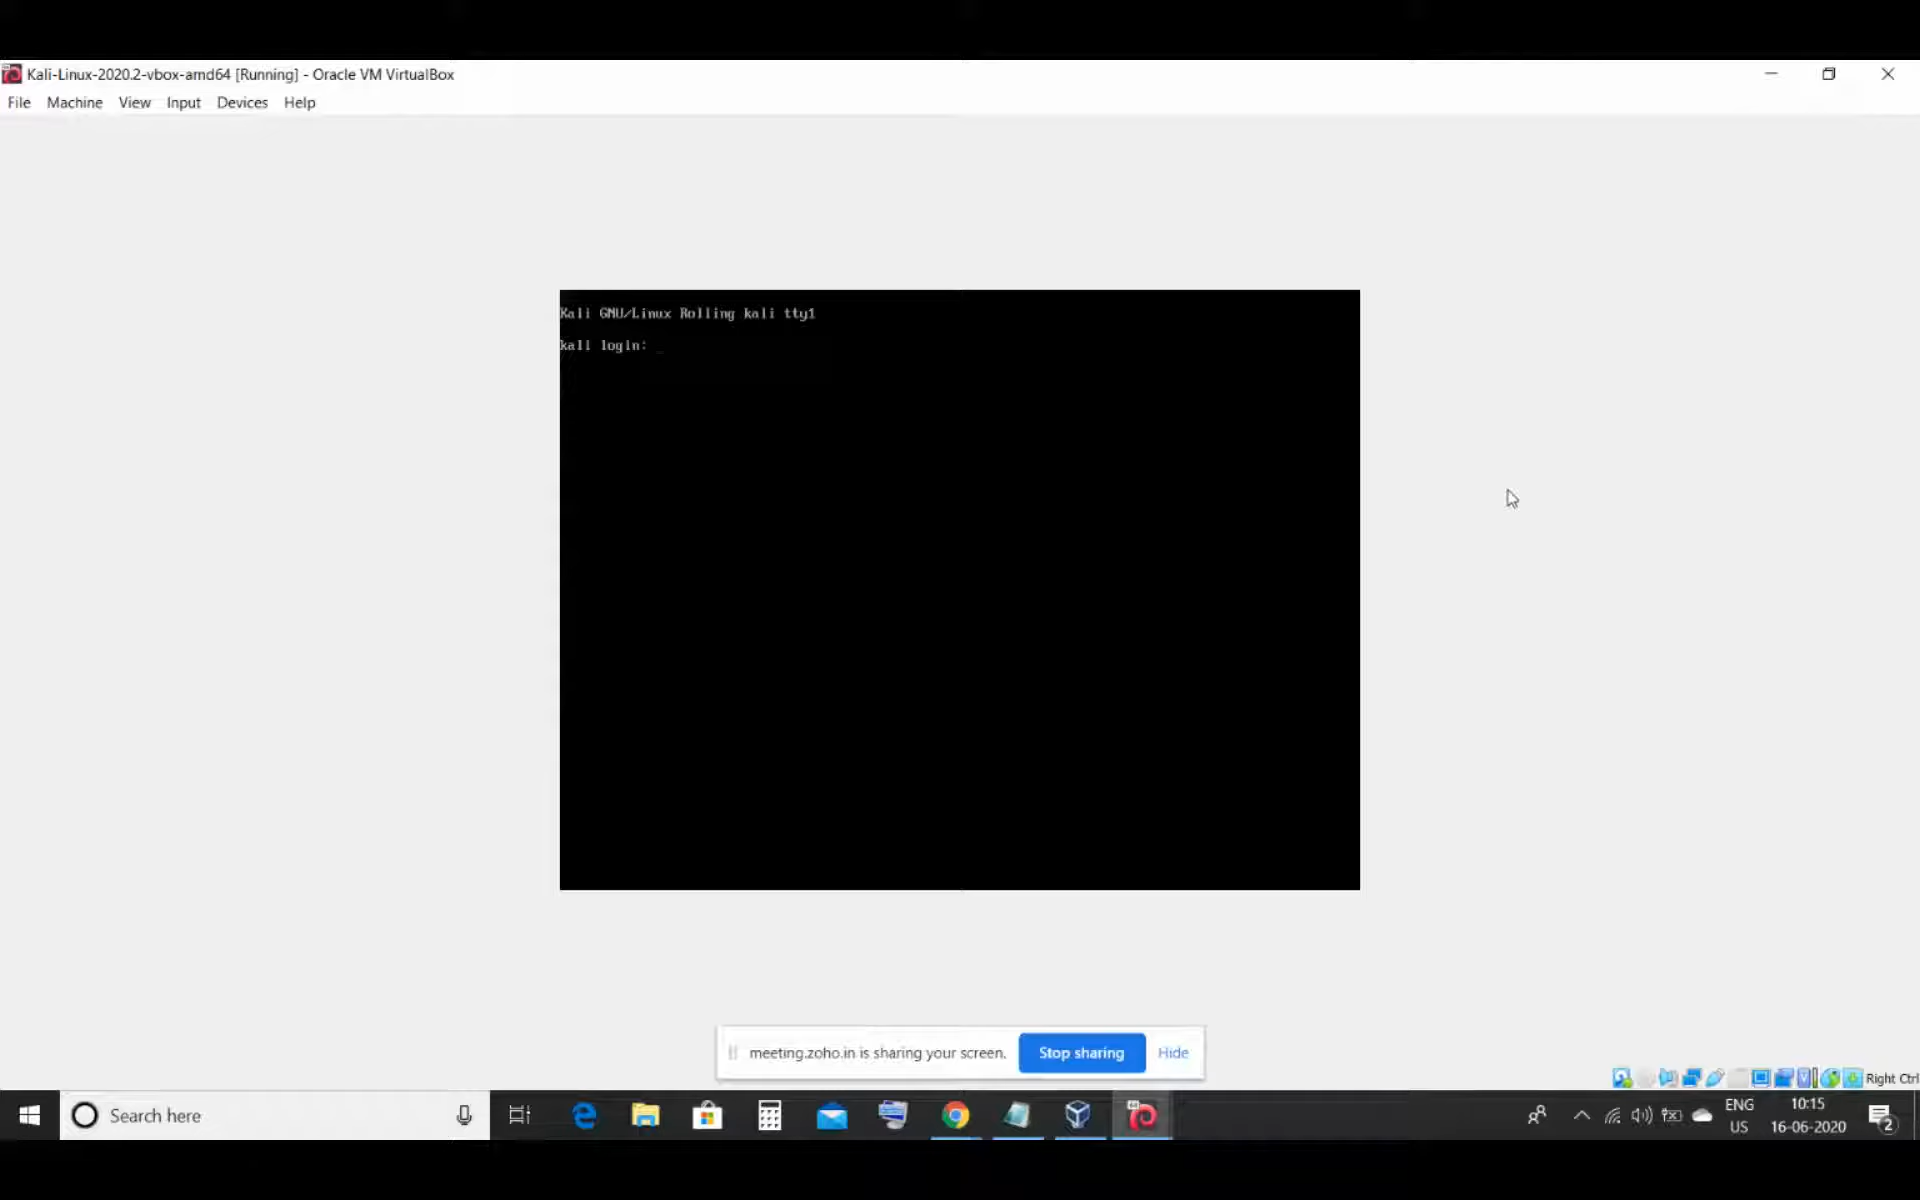 Kali-Linux-2020.2-vbox-amd64 [Running] - Oracle VM VirtualBox
File Machine View Input Devices Help
Kali GNU/Linux Rolling kali tty1
kali login: _
meeting.zoho.in is sharing your screen. Stop sharing Hide
Right Ctrl
Search here
ENG
US
10:15
16-06-2020
2